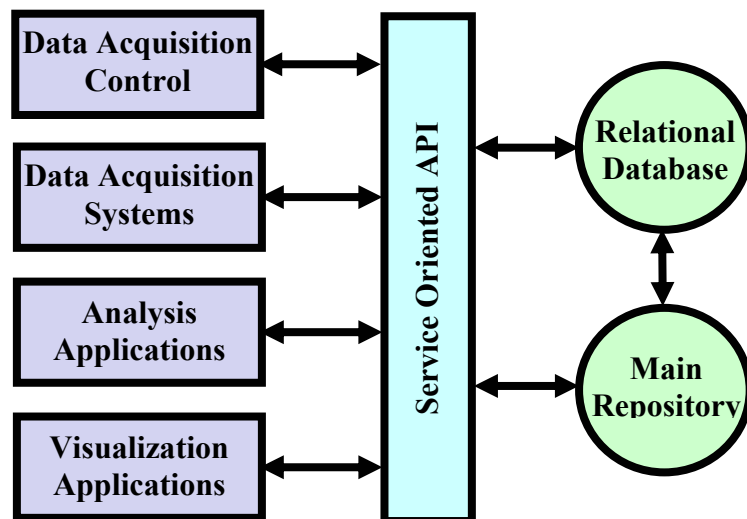 Data Acquisition
Control
Data Acquisition
Systems
Analysis
Applications
Visualization
Applications
Service Oriented API
Relational
Database
Main
Repository